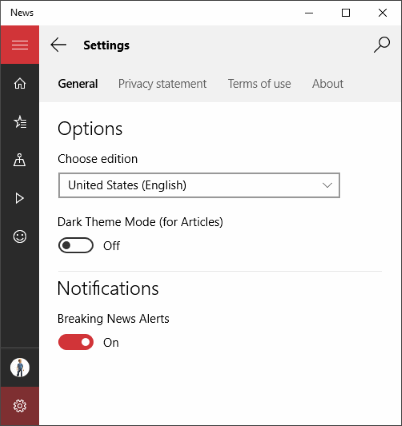 News
Settings
General Privacy statement Terms of use About
Options
Choose edition
United States (English)
Dark Theme Mode (for Articles)
Off
Notifications
Breaking News Alerts
On